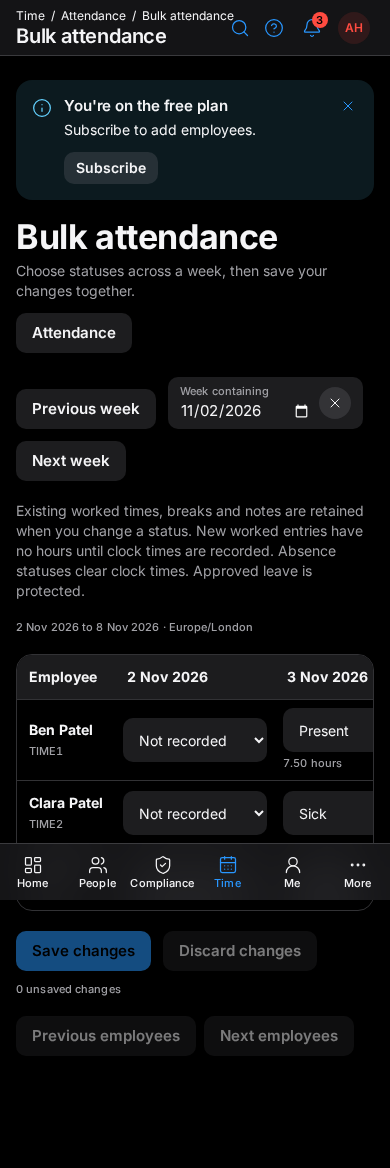 Time / Attendance / Bulk attendance
Bulk attendance
3
AH
You're on the free plan
Subscribe to add employees.
Subscribe
Bulk attendance
Choose statuses across a week, then save your
changes together.
Attendance
Previous week
Week containing
11/02/2026
Next week
Existing worked times, breaks and notes are retained
when you change a status. New worked entries have
no hours until clock times are recorded. Absence
statuses clear clock times. Approved leave is
protected.
2 Nov 2026 to 8 Nov 2026 · Europe/London
Employee 2 Nov 2026 3 Nov 2026
Ben Patel
TIME1
Not recorded
Present
7.50 hours
Clara Patel
TIME2
Not recorded
Sick
Home People Compliance Time Me More
Save changes Discard changes
0 unsaved changes
Previous employees Next employees